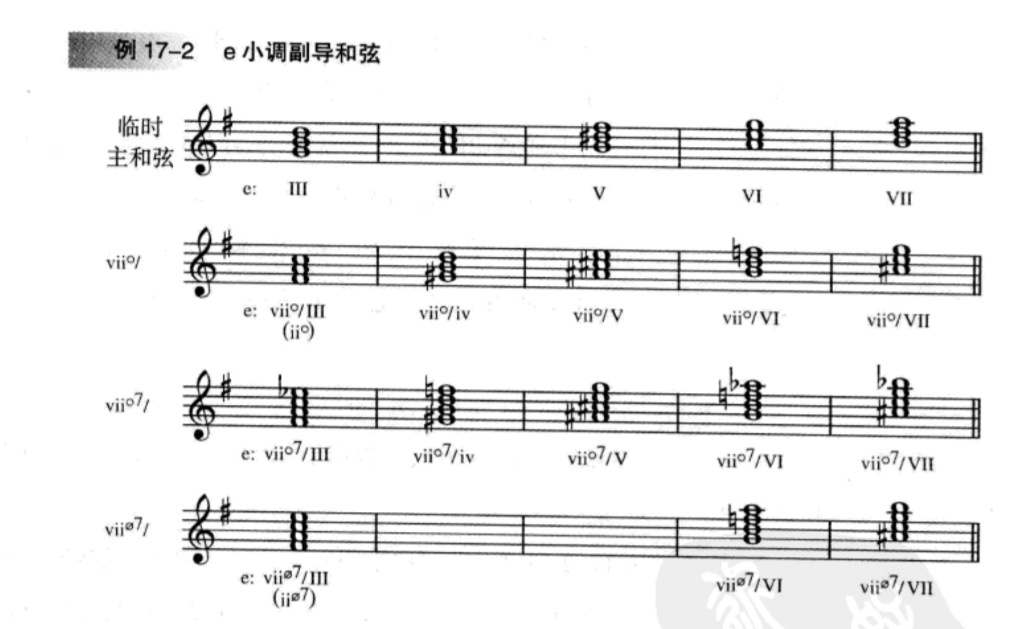 例 17–2 e 小调副导和弦
临时
主和弦
e: III iv V VI VII
vii°/
e: vii°/III vii°/iv vii°/V vii°/VI vii°/VII
(ii°)
vii°7/
e: vii°7/III vii°7/iv vii°7/V vii°7/VI vii°7/VII
viiø7/
e: viiø7/III viiø7/VI viiø7/VII
(iiø7)